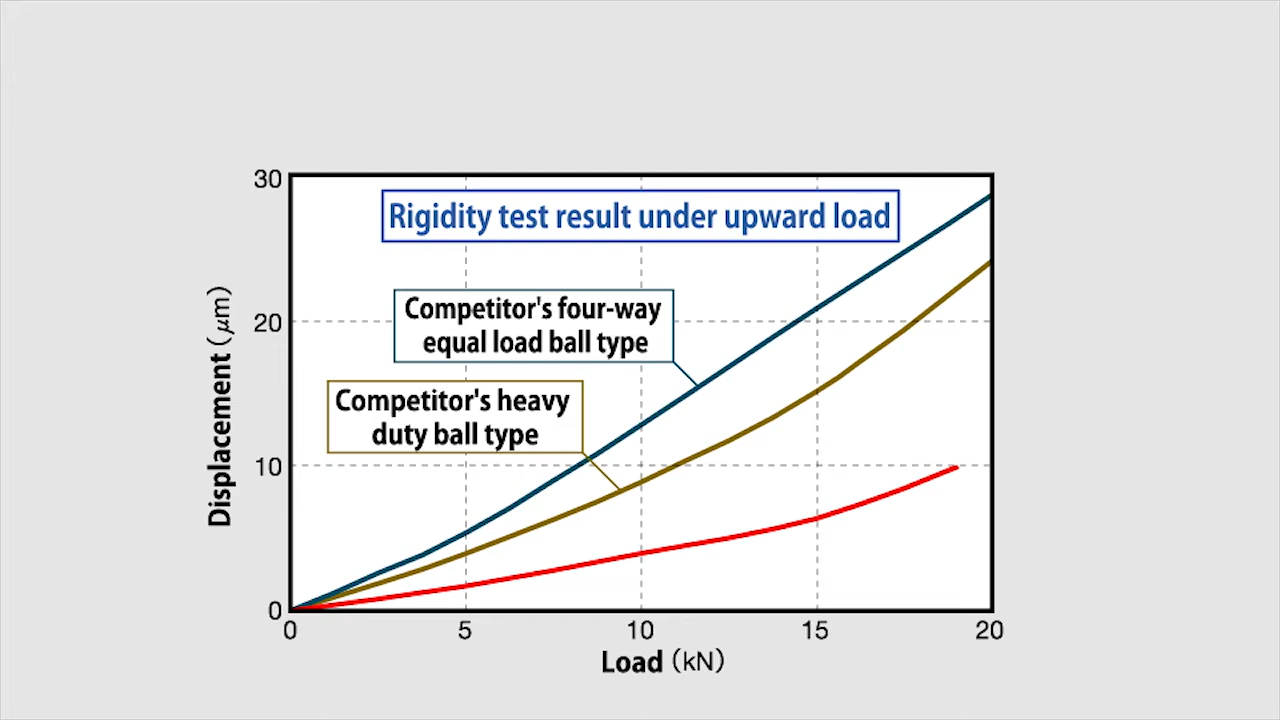 30
Rigidity test result under upward load
Competitor's four-way
equal load ball type
20
Competitor's heavy
duty ball type
10
Displacement (μm)
0
0 5 10 15 20
Load (kN)